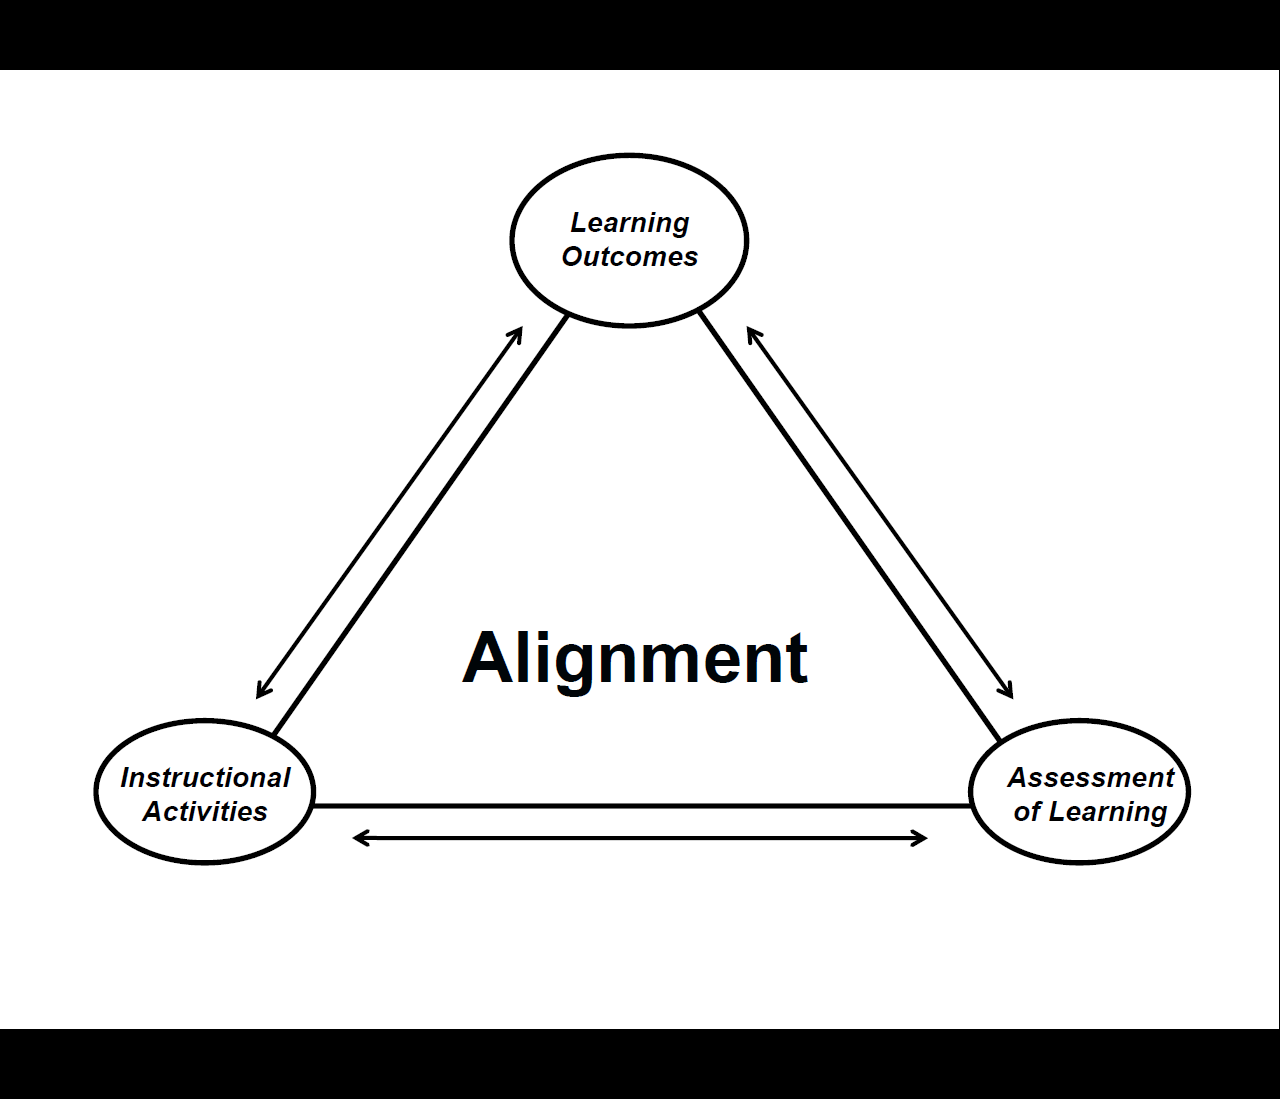 Learning
Outcomes
Alignment
Instructional
Activities
Assessment
of Learning